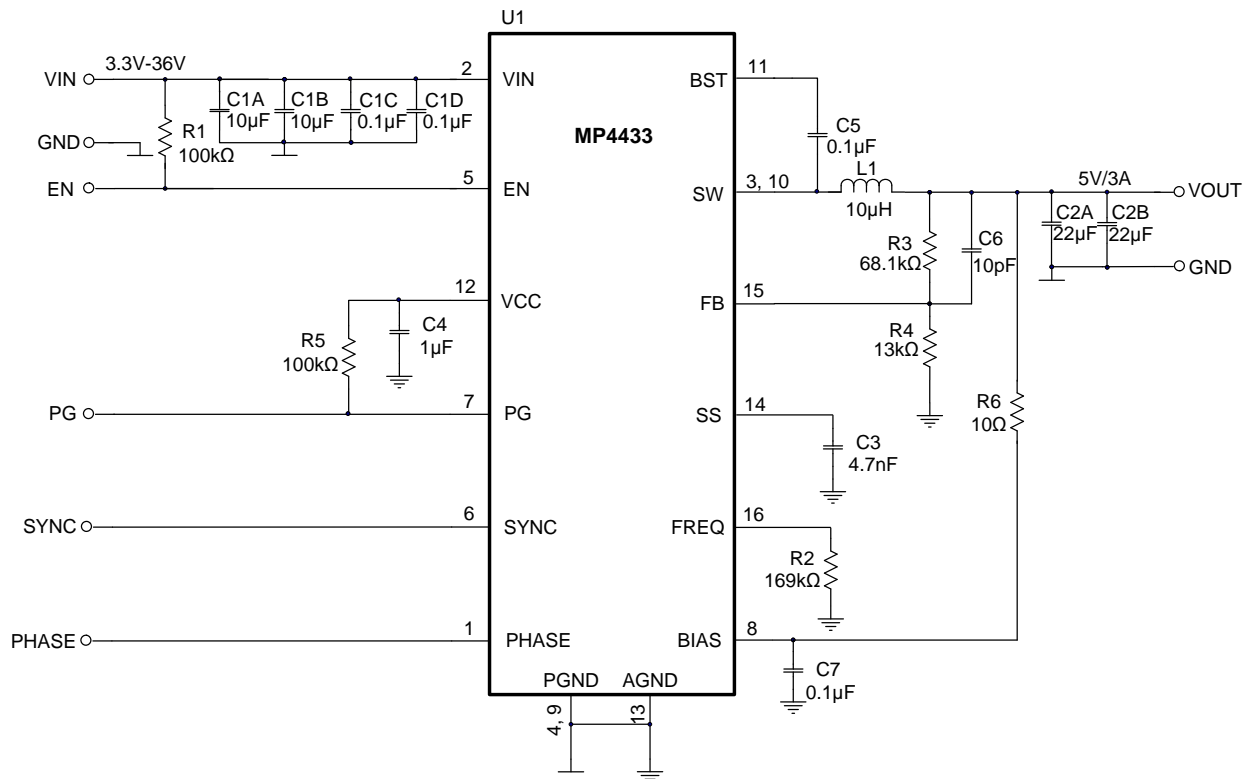 U1
VIN
3.3V-36V
2
VIN
C1A
10µF
C1B
10µF
C1C
0.1µF
C1D
0.1µF
GND
R1
100kΩ
EN
5
EN
MP4433
BST
11
C5
0.1µF
SW
3, 10
L1
10µH
5V/3A
VOUT
C2A
22µF
C2B
22µF
GND
R3
68.1kΩ
C6
10pF
12
VCC
FB
15
R5
100kΩ
C4
1µF
R4
13kΩ
PG
7
PG
SS
14
C3
4.7nF
R6
10Ω
SYNC
6
SYNC
FREQ
16
R2
169kΩ
PHASE
1
PHASE
BIAS
8
C7
0.1µF
PGND
AGND
4, 9
13